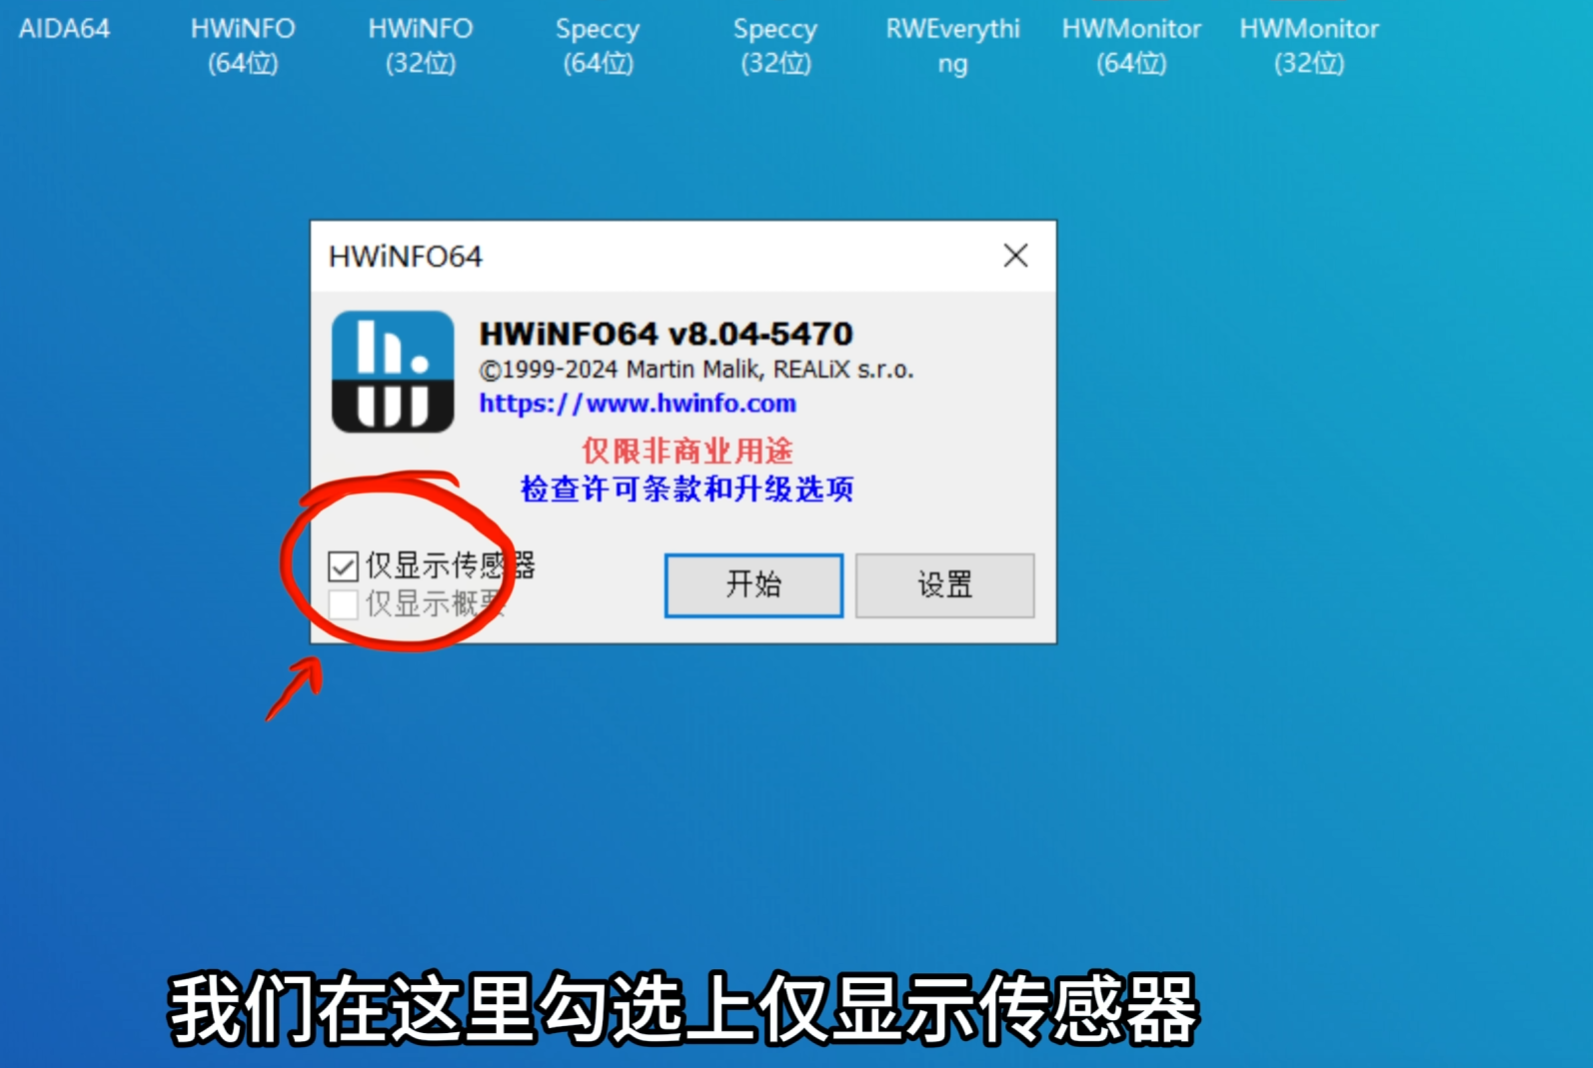 AIDA64
HWiNFO
(64位)
HWiNFO
(32位)
Speccy
(64位)
Speccy
(32位)
RWEverythi
ng
HWMonitor
(64位)
HWMonitor
(32位)
HWiNFO64
HWiNFO64 v8.04-5470
©1999-2024 Martin Malik, REALiX s.r.o.
https://www.hwinfo.com
仅限非商业用途
检查许可条款和升级选项
仅显示传感器
仅显示概要
开始
设置
我们在这里勾选上仅显示传感器